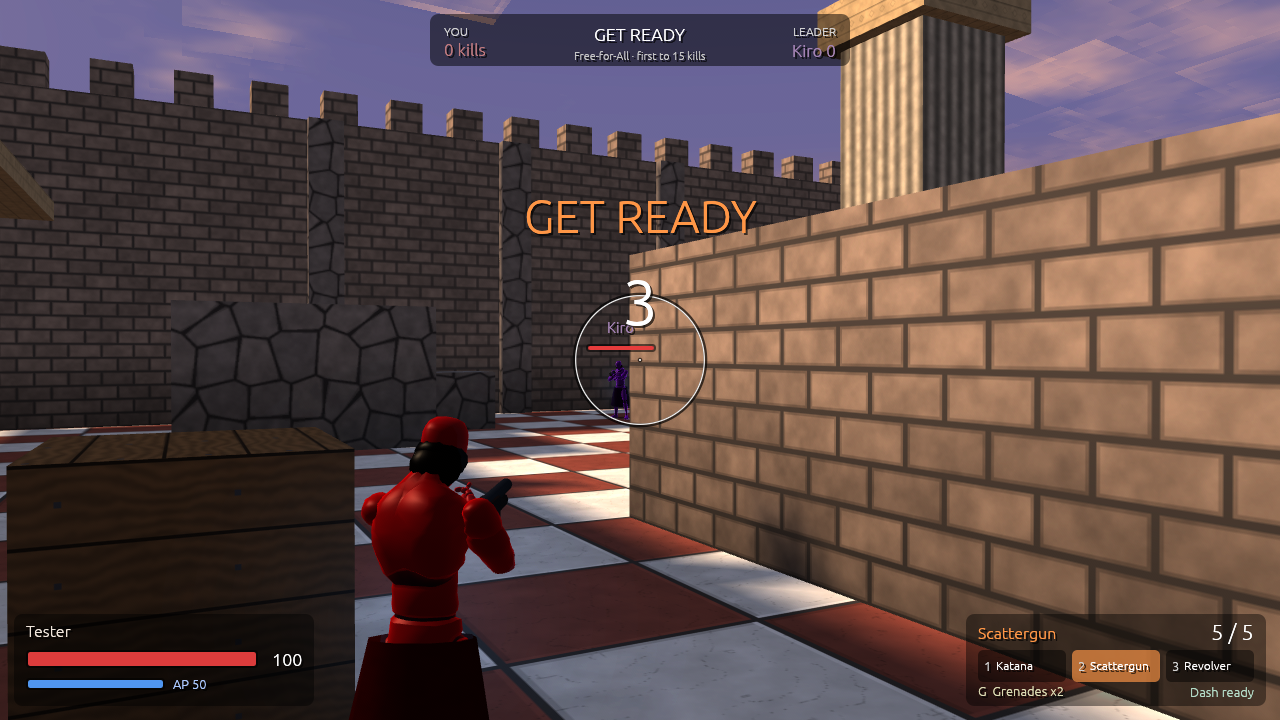 YOU
0 kills
GET READY
Free-for-All · first to 15 kills
LEADER
Kiro 0
GET READY
3
Kiro
Tester
100
AP 50
Scattergun
5 / 5
1 Katana
2 Scattergun
3 Revolver
G Grenades x2
Dash ready